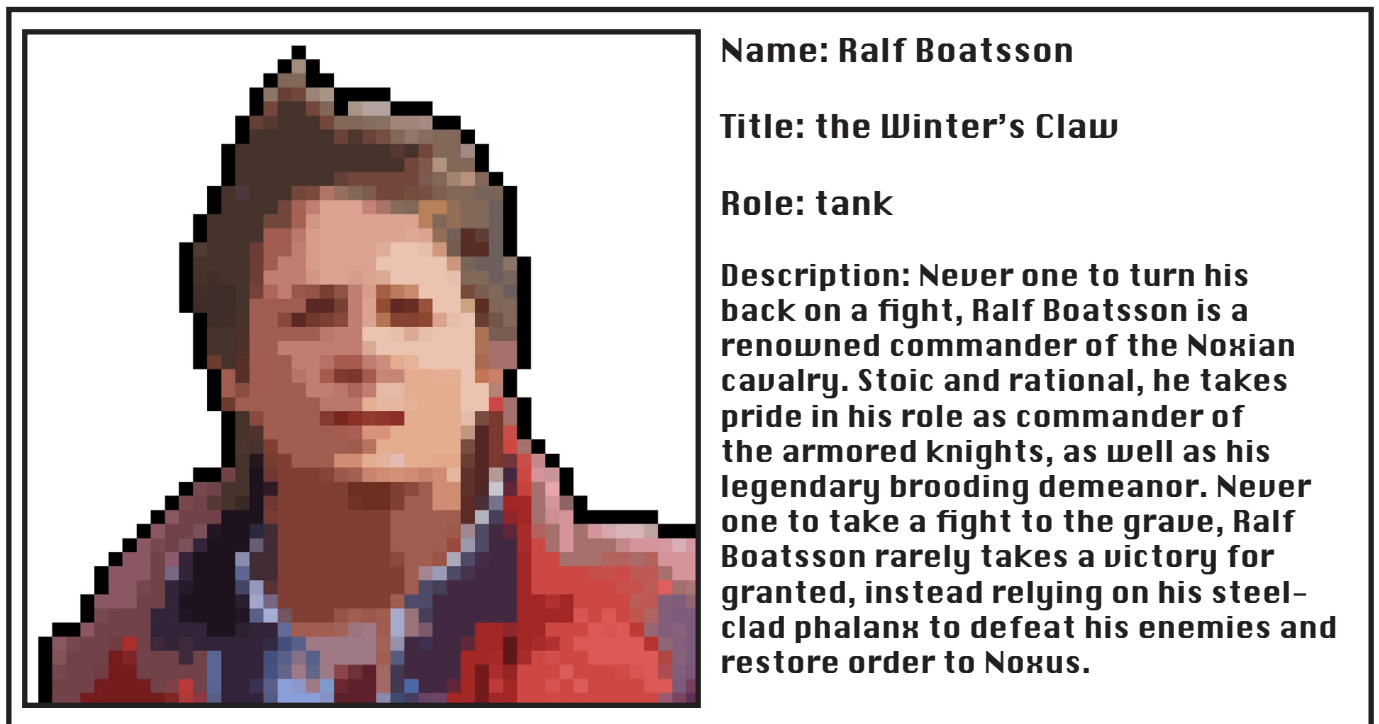 Name: Ralf Boatsson
Title: the Winter’s Claw
Role: tank
Description: Never one to turn his
back on a fight, Ralf Boatsson is a
renowned commander of the Noxian
cavalry. Stoic and rational, he takes
pride in his role as commander of
the armored knights, as well as his
legendary brooding demeanor. Never
one to take a fight to the grave, Ralf
Boatsson rarely takes a victory for
granted, instead relying on his steel-
clad phalanx to defeat his enemies and
restore order to Noxus.